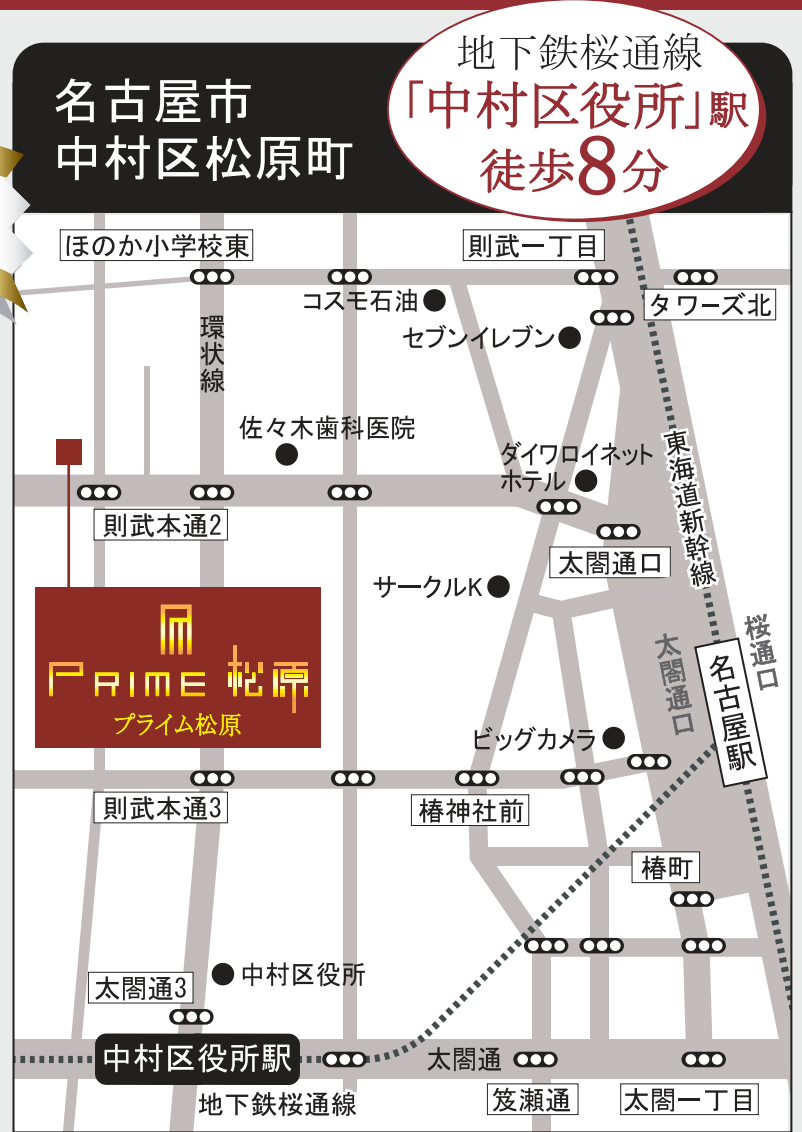 地下鉄桜通線
「中村区役所」駅
徒歩8分
名古屋市
中村区松原町
ほのか小学校東
則武一丁目
コスモ石油
タワーズ北
セブンイレブン
環状線
佐々木歯科医院
ダイワロイネット
ホテル
東海道新幹線
則武本通2
太閤通口
サークルK
桜通口
太閤通口
名古屋駅
PRIME 松原
プライム松原
ビッグカメラ
則武本通3
椿神社前
椿町
中村区役所
太閤通3
中村区役所駅
太閤通
地下鉄桜通線
笈瀬通
太閤一丁目